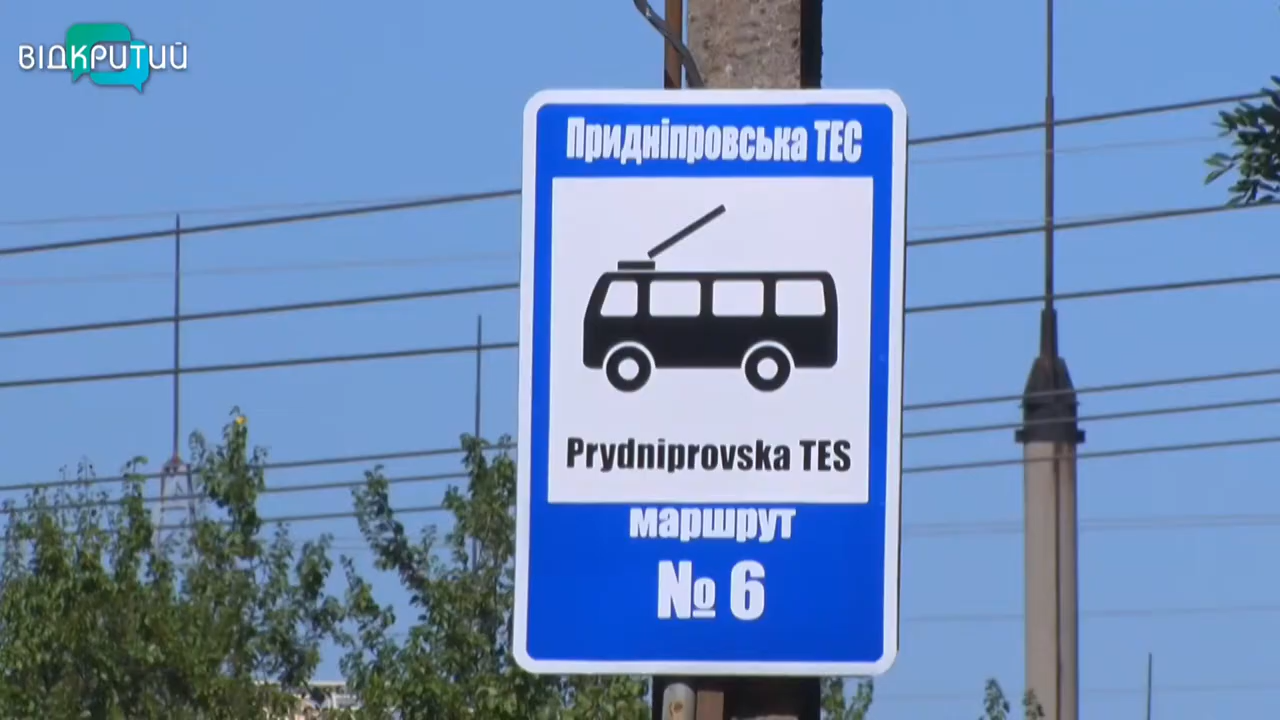 ВІДКРИТИЙ
Придніпровська ТЕС
Prydniprovska TES
маршрут
№ 6